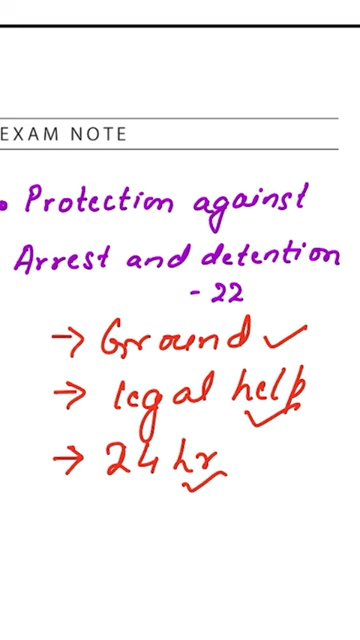 EXAM NOTE
• Protection against
Arrest and detention
- 22
→ Ground ✓
→ legal help
→ 24 hr